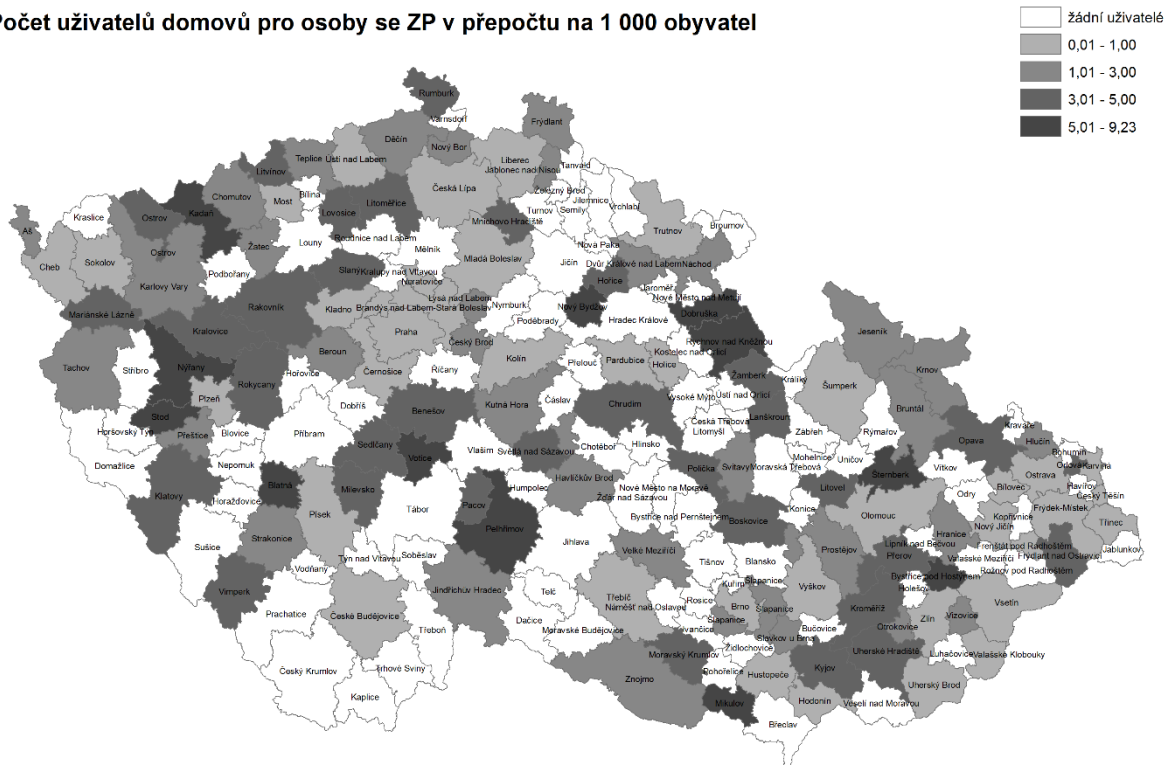 očet uživatelů domovů pro osoby se ZP v přepočtu na 1 000 obyvatel
žádní uživatelé
0,01 - 1,00
1,01 - 3,00
3,01 - 5,00
5,01 - 9,23
Rumburk
Varnsdorf
Děčín
Nový Bor
Frýdlant
Teplice
Ústí nad Labem
Liberec
Jablonec nad Nisou
Tanvald
Litvínov
Bílina
Most
Česká Lípa
Železný Brod
Jilemnice
Vrchlabí
Chomutov
Kadaň
Ostrov
Kraslice
Lovosice
Litoměřice
Turnov
Semily
Mnichovo Hradiště
Trutnov
Broumov
Aš
Cheb
Sokolov
Ostrov
Karlovy Vary
Podbořany
Žatec
Louny
Roudnice nad Labem
Mělník
Mladá Boleslav
Jičín
Nová Paka
Dvůr Králové nad Labem
Náchod
Hořice
Jaroměř
Nové Město nad Metují
Slaný
Kralupy nad Vltavou
Neratovice
Lysá nad Labem
Brandýs nad Labem-Stará Boleslav
Nymburk
Poděbrady
Nový Bydžov
Hradec Králové
Dobruška
Rychnov nad Kněžnou
Kostelec nad Orlicí
Mariánské Lázně
Rakovník
Kralovice
Kladno
Praha
Český Brod
Beroun
Černošice
Říčany
Kolín
Přelouč
Pardubice
Holice
Žamberk
Králíky
Jeseník
Krnov
Šumperk
Bruntál
Tachov
Stříbro
Nýřany
Plzeň
Rokycany
Hořovice
Dobříš
Příbram
Benešov
Kutná Hora
Čáslav
Chrudim
Vysoké Mýto
Ústí nad Orlicí
Česká Třebová
Litomyšl
Lanškroun
Zábřeh
Rýmařov
Stod
Horšovský Týn
Přeštice
Blovice
Nepomuk
Domažlice
Klatovy
Horažďovice
Blatná
Sedlčany
Votice
Vlašim
Světlá nad Sázavou
Chotěboř
Hlinsko
Havlíčkův Brod
Humpolec
Polička
Svitavy
Moravská Třebová
Mohelnice
Uničov
Litovel
Šternberk
Vítkov
Opava
Kravaře
Hlučín
Bohumín
Orlová
Karviná
Ostrava
Havířov
Český Těšín
Bílovec
Odry
Milevsko
Písek
Tábor
Pacov
Pelhřimov
Jihlava
Nové Město na Moravě
Žďár nad Sázavou
Bystřice nad Pernštejnem
Boskovice
Konice
Olomouc
Kopřivnice
Nový Jičín
Frýdek-Místek
Třinec
Jablunkov
Sušice
Strakonice
Vodňany
Týn nad Vltavou
Soběslav
Velké Meziříčí
Tišnov
Blansko
Prostějov
Přerov
Lipník nad Bečvou
Hranice
Valašské Meziříčí
Frenštát pod Radhoštěm
Frýdlant nad Ostravicí
Rožnov pod Radhoštěm
Vimperk
Prachatice
České Budějovice
Třeboň
Jindřichův Hradec
Telč
Dačice
Třebíč
Náměšť nad Oslavou
Moravské Budějovice
Rosice
Ivančice
Kuřim
Brno
Šlapanice
Šlapanice
Šlapanice
Slavkov u Brna
Vyškov
Bučovice
Kroměříž
Bystřice pod Hostýnem
Holešov
Otrokovice
Zlín
Vizovice
Vsetín
Luhačovice
Valašské Klobouky
Český Krumlov
Trhové Sviny
Kaplice
Znojmo
Moravský Krumlov
Pohořelice
Židlochovice
Hustopeče
Mikulov
Břeclav
Hodonín
Kyjov
Uherské Hradiště
Uherský Brod
Veselí nad Moravou